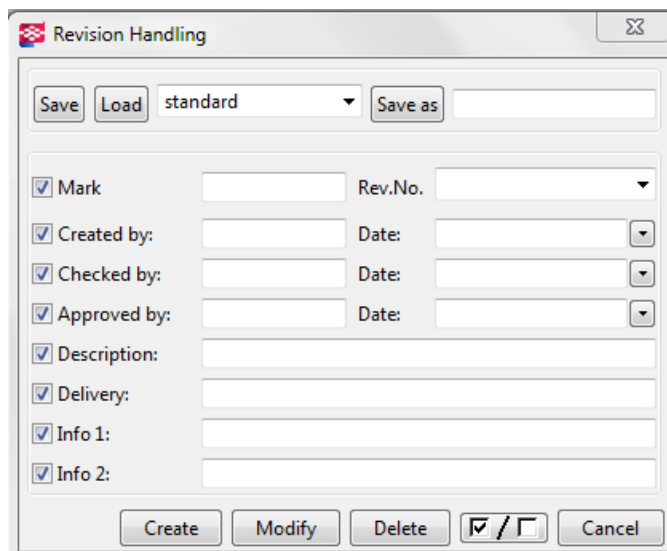 Revision Handling
Save Load standard Save as
Mark Rev.No.
Created by: Date:
Checked by: Date:
Approved by: Date:
Description:
Delivery:
Info 1:
Info 2:
Create Modify Delete / Cancel